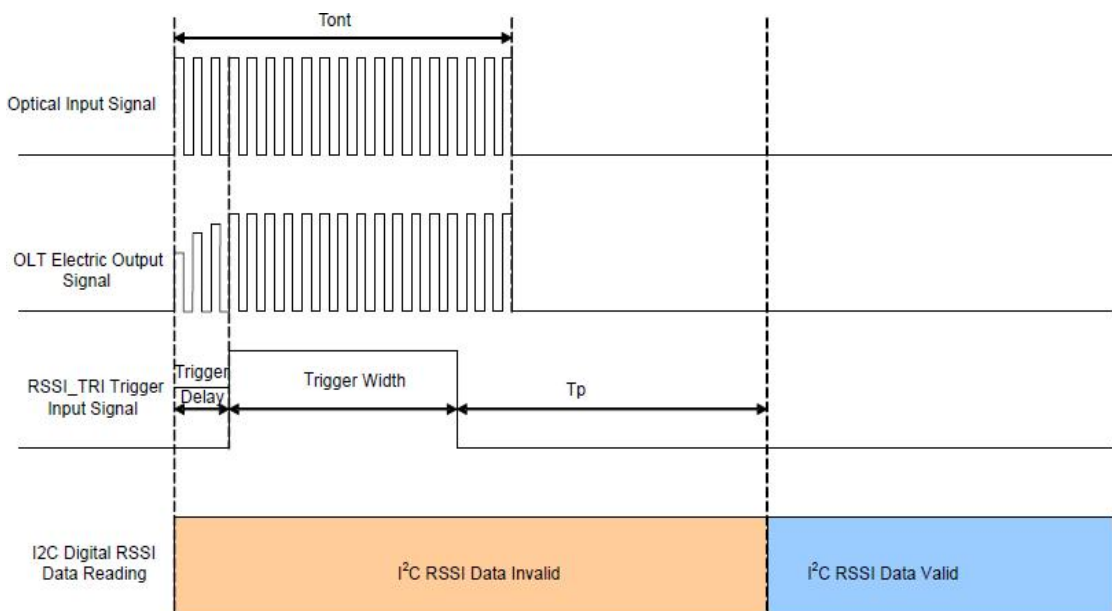 Tont
Optical Input Signal
OLT Electric Output
Signal
Trigger
Delay
RSSI_TRI Trigger
Input Signal
Trigger Width
Tp
I2C Digital RSSI
Data Reading
I²C RSSI Data Invalid
I²C RSSI Data Valid